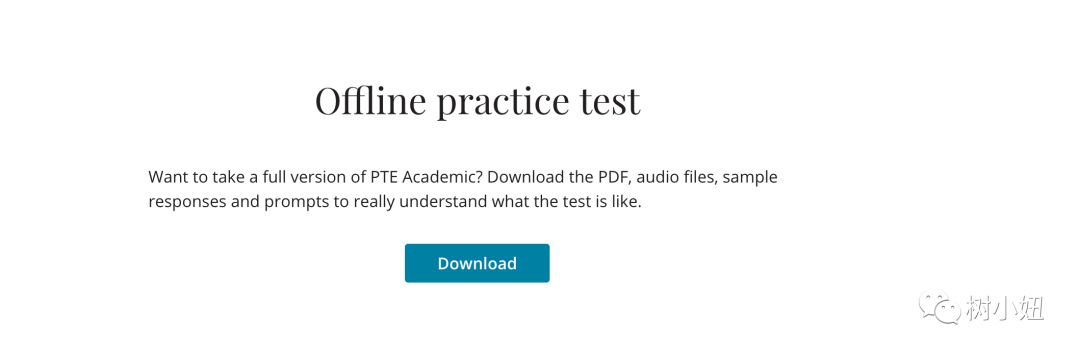 Offline practice test
Want to take a full version of PTE Academic? Download the PDF, audio files, sample
responses and prompts to really understand what the test is like.
Download
树小妞